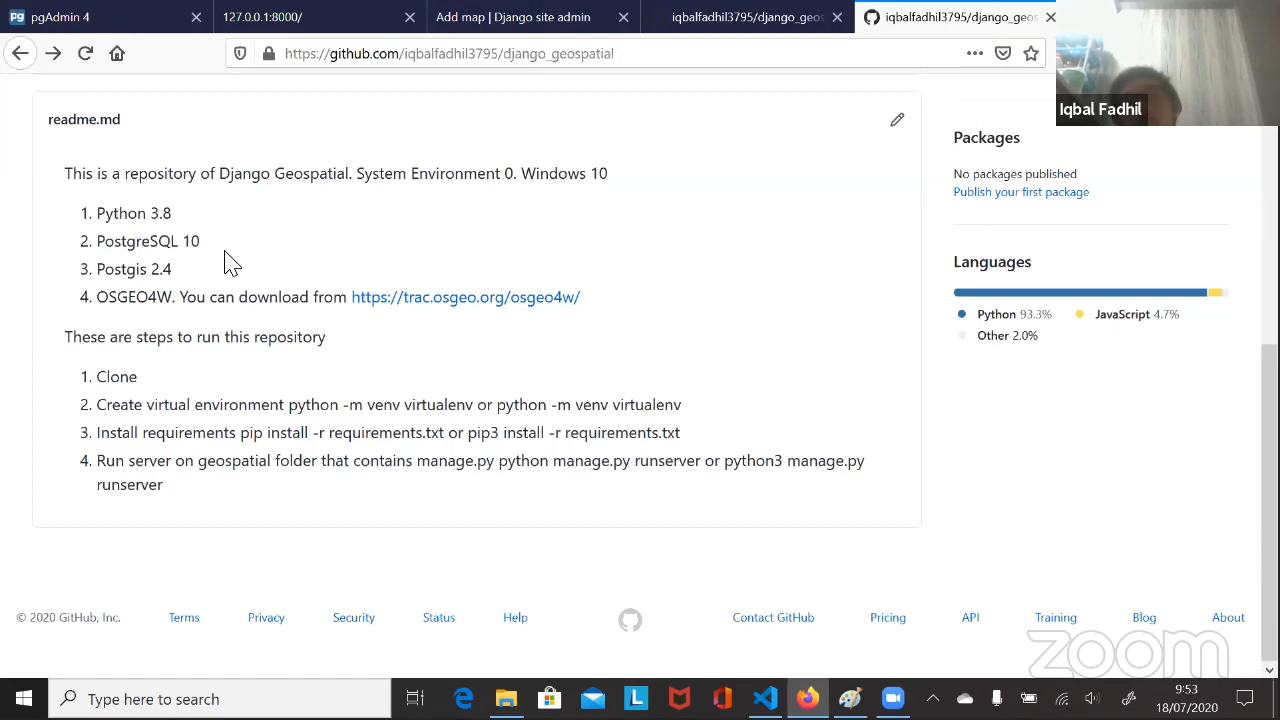 pgAdmin 4
127.0.0.1:8000/
Add map | Django site admin
iqbalfadhil3795/django_geos
iqbalfadhil3795/django_geos
https://github.com/iqbalfadhil3795/django_geospatial
Iqbal Fadhil
readme.md
This is a repository of Django Geospatial. System Environment 0. Windows 10
1. Python 3.8
2. PostgreSQL 10
3. Postgis 2.4
4. OSGEO4W. You can download from https://trac.osgeo.org/osgeo4w/
These are steps to run this repository
1. Clone
2. Create virtual environment python -m venv virtualenv or python -m venv virtualenv
3. Install requirements pip install -r requirements.txt or pip3 install -r requirements.txt
4. Run server on geospatial folder that contains manage.py python manage.py runserver or python3 manage.py
runserver
Packages
No packages published
Publish your first package
Languages
Python 93.3% JavaScript 4.7%
Other 2.0%
© 2020 GitHub, Inc. Terms Privacy Security Status Help Contact GitHub Pricing API Training Blog About
zoom
Type here to search
9:53
18/07/2020